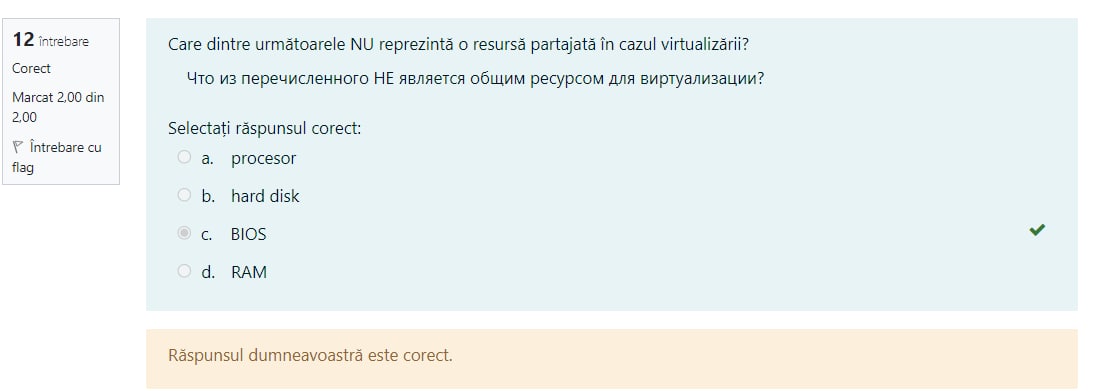 12 întrebare
Corect
Marcat 2,00 din
2,00
Întrebare cu
flag
Care dintre următoarele NU reprezintă o resursă partajată în cazul virtualizării?
Что из перечисленного НЕ является общим ресурсом для виртуализации?
Selectați răspunsul corect:
a. procesor
b. hard disk
c. BIOS
d. RAM
Răspunsul dumneavoastră este corect.